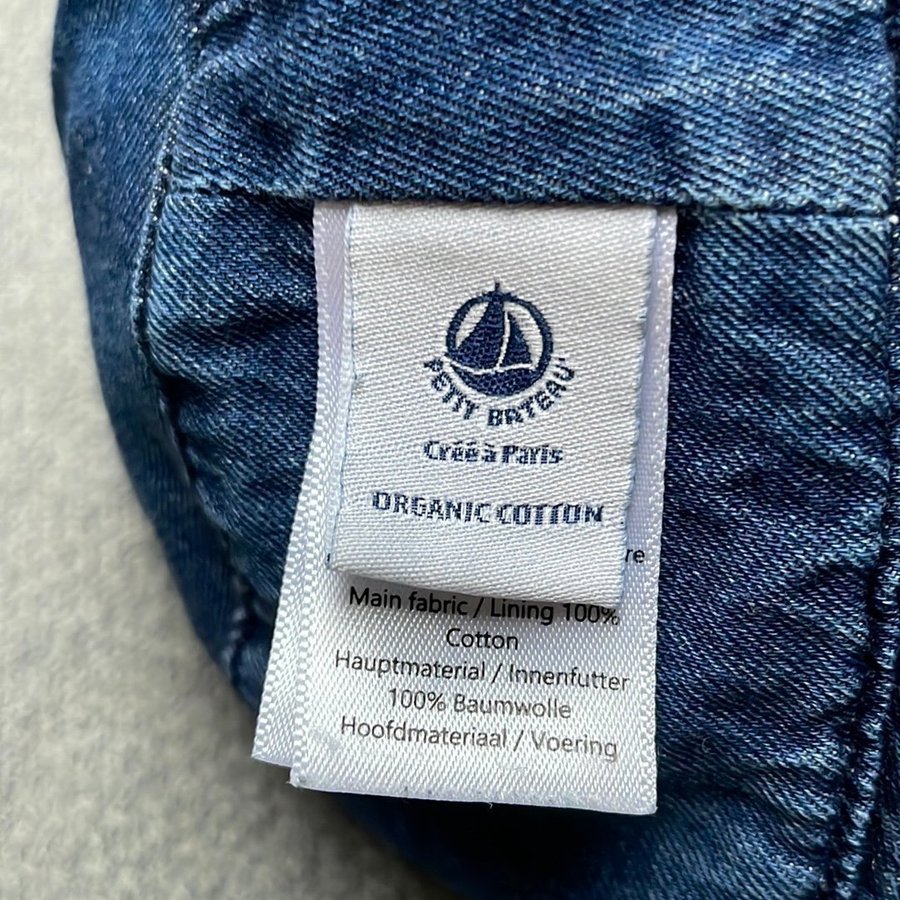 PETIT BATEAU
Créé à Paris
ORGANIC COTTON
Main fabric / Lining 100%
Cotton
Hauptmaterial / Innenfutter
100% Baumwolle
Hoofdmateriaal / Voering